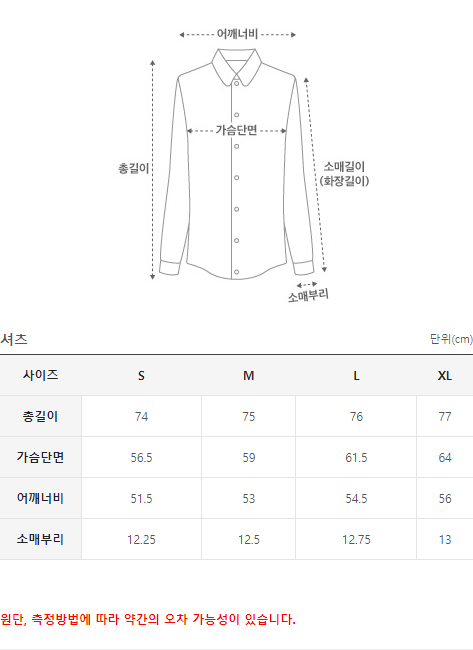 어깨너비
가슴단면
총길이
소매길이
(화장길이)
소매부리
셔츠 단위(cm)
사이즈 S M L XL
총길이 74 75 76 77
가슴단면 56.5 59 61.5 64
어깨너비 51.5 53 54.5 56
소매부리 12.25 12.5 12.75 13
원단, 측정방법에 따라 약간의 오차 가능성이 있습니다.